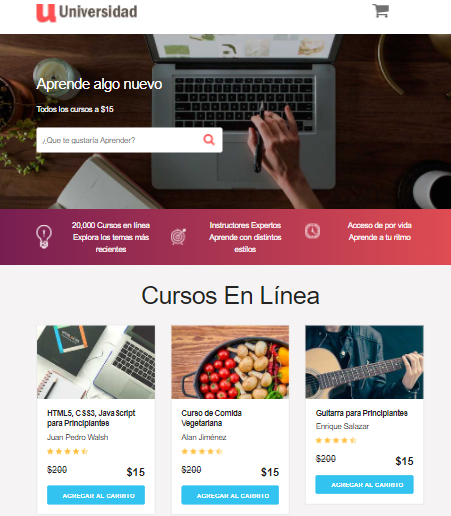 u Universidad
Aprende algo nuevo
Todos los cursos a $15
¿Que te gustaría Aprender?
20,000 Cursos en línea
Explora los temas más
recientes
Instructores Expertos
Aprende con distintos
estilos
Acceso de por vida
Aprende a tu ritmo
Cursos En Línea
HTML5, CSS3, JavaScript
para Principiantes
Juan Pedro Walsh
$200 $15
AGREGAR AL CARRITO
Curso de Comida
Vegetariana
Alan Jiménez
$200 $15
AGREGAR AL CARRITO
Guitarra para Principiantes
Enrique Salazar
$200 $15
AGREGAR AL CARRITO